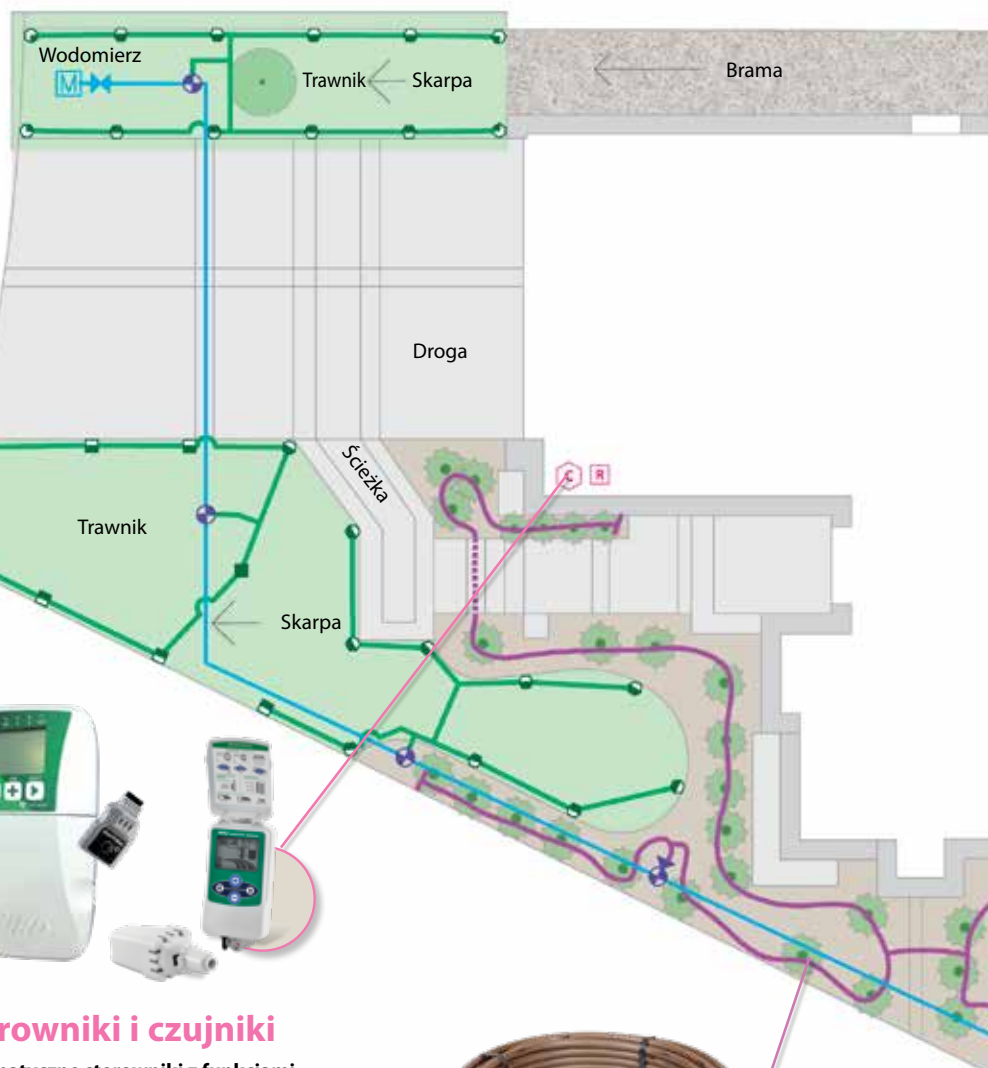 Wodomierz
M
Trawnik
Skarpa
Brama
Droga
Ścieżka
C
R
Trawnik
Skarpa
rowniki i czujniki